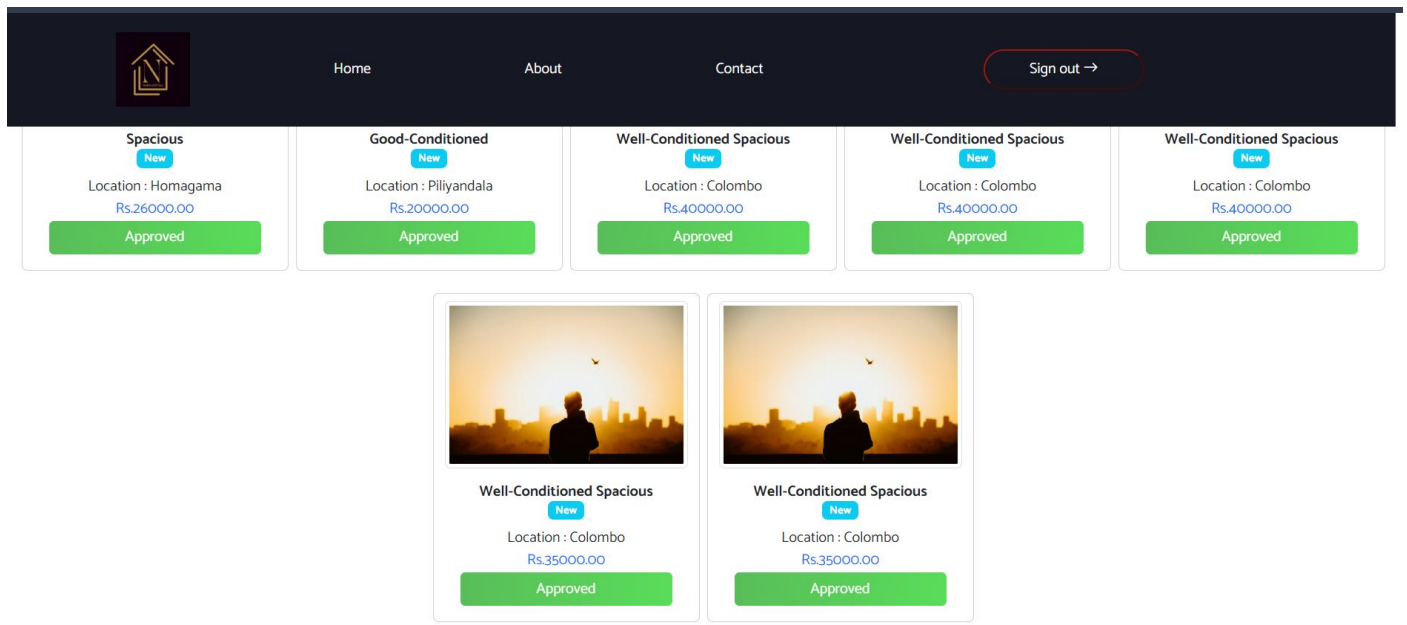 N
Home About Contact Sign out →
Spacious Good-Conditioned Well-Conditioned Spacious Well-Conditioned Spacious Well-Conditioned Spacious
New New New New New
Location : Homagama Location : Piliyandala Location : Colombo Location : Colombo Location : Colombo
Rs.26000.00 Rs.20000.00 Rs.40000.00 Rs.40000.00 Rs.40000.00
Approved Approved Approved Approved Approved
Well-Conditioned Spacious Well-Conditioned Spacious
New New
Location : Colombo Location : Colombo
Rs.35000.00 Rs.35000.00
Approved Approved